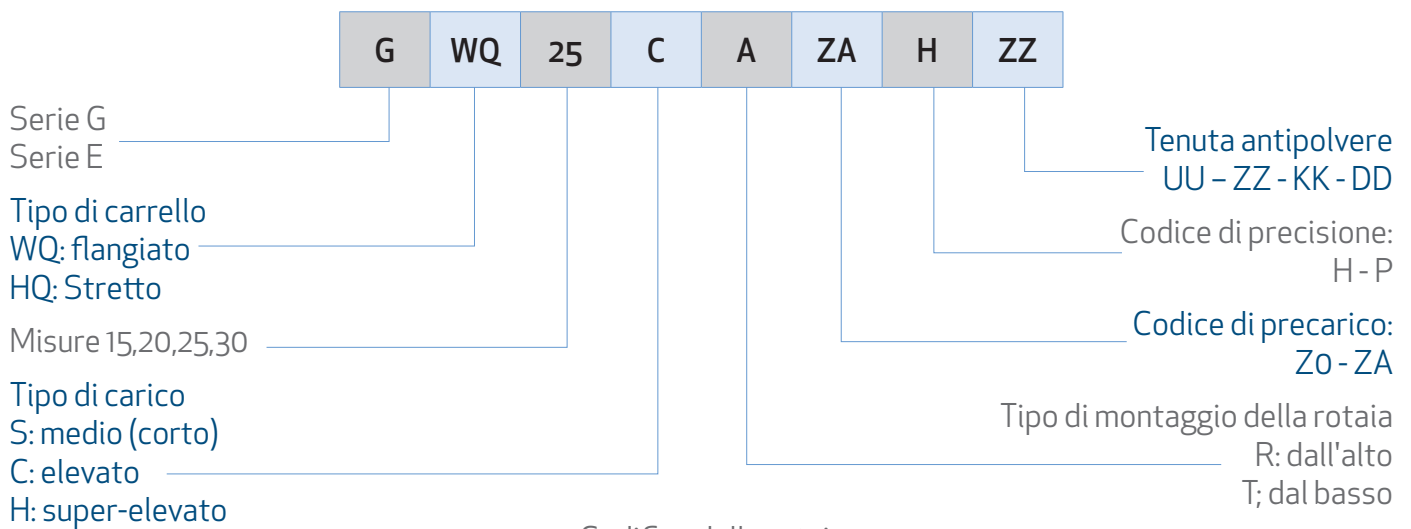 G WQ 25 C A ZA H ZZ
Serie G
Serie E
Tipo di carrello
WQ: flangiato
HQ: Stretto
Misure 15,20,25,30
Tipo di carico
S: medio (corto)
C: elevato
H: super-elevato
Tenuta antipolvere
UU – ZZ - KK - DD
Codice di precisione:
H - P
Codice di precarico:
Z0 - ZA
Tipo di montaggio della rotaia
R: dall'alto
T; dal basso